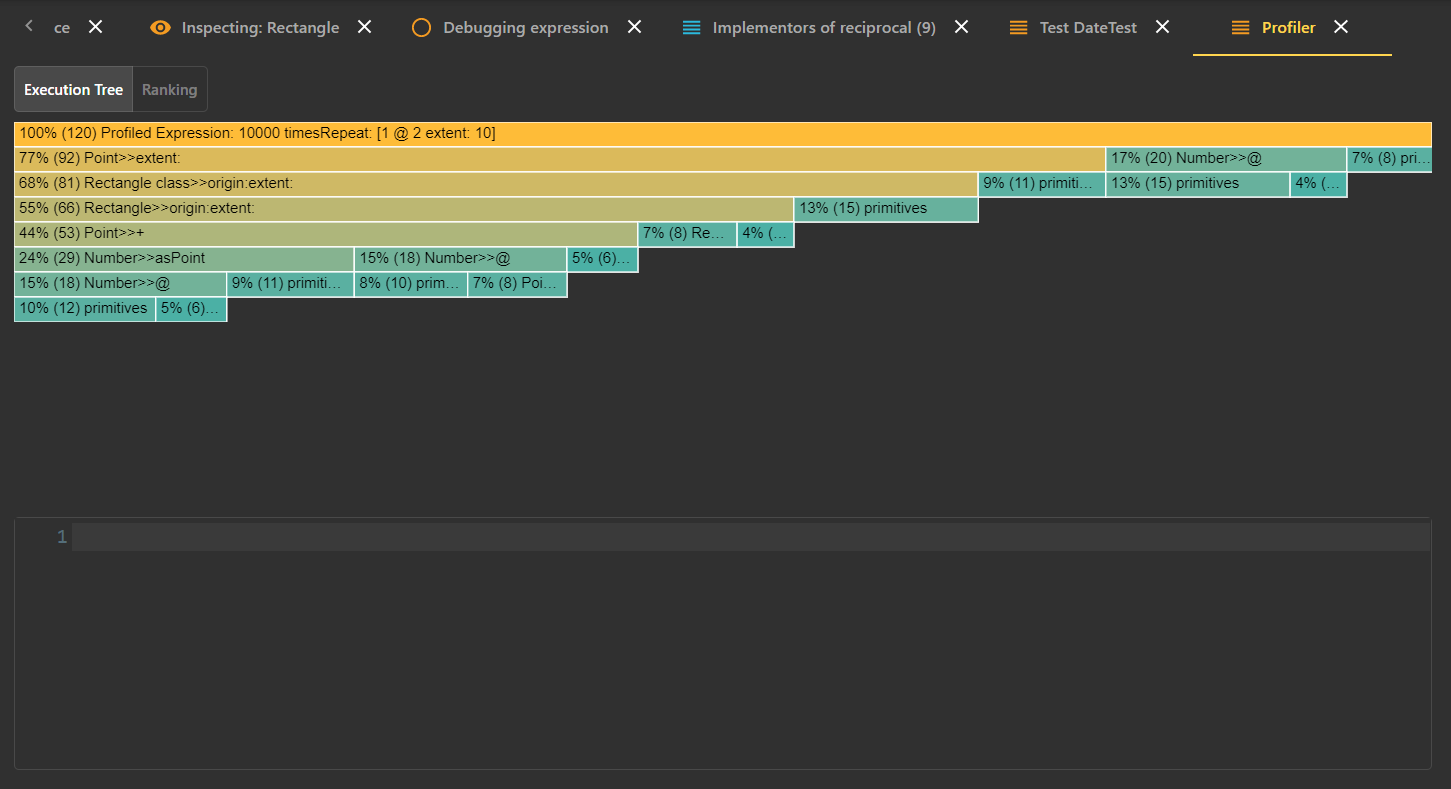 ce Inspecting: Rectangle Debugging expression Implementors of reciprocal (9) Test DateTest Profiler
Execution Tree Ranking
100% (120) Profiled Expression: 10000 timesRepeat: [1 @ 2 extent: 10]
77% (92) Point>>extent: 17% (20) Number>>@ 7% (8) pri...
68% (81) Rectangle class>>origin:extent: 9% (11) primiti... 13% (15) primitives 4% (...
55% (66) Rectangle>>origin:extent: 13% (15) primitives
44% (53) Point>>+ 7% (8) Re... 4% (...
24% (29) Number>>asPoint 15% (18) Number>>@ 5% (6)...
15% (18) Number>>@ 9% (11) primiti... 8% (10) prim... 7% (8) Poi...
10% (12) primitives 5% (6)...
1